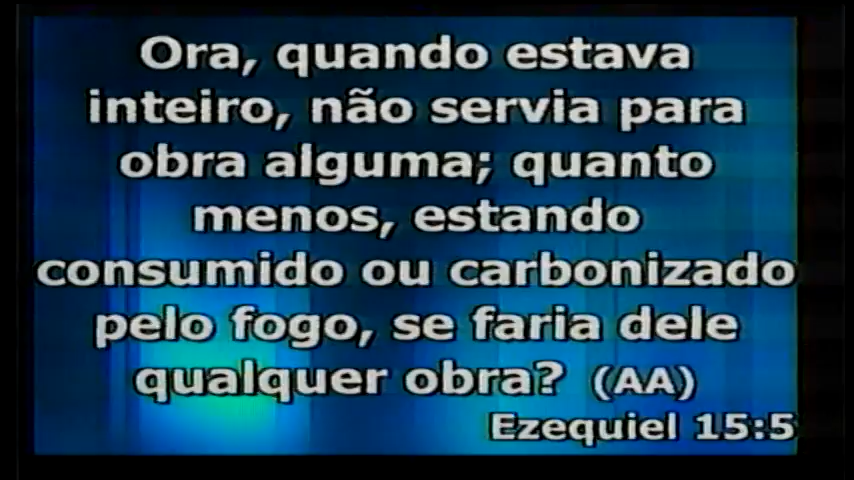 Ora, quando estava
inteiro, não servia para
obra alguma; quanto
menos, estando
consumido ou carbonizado
pelo fogo, se faria dele
qualquer obra? (AA)
Ezequiel 15:5